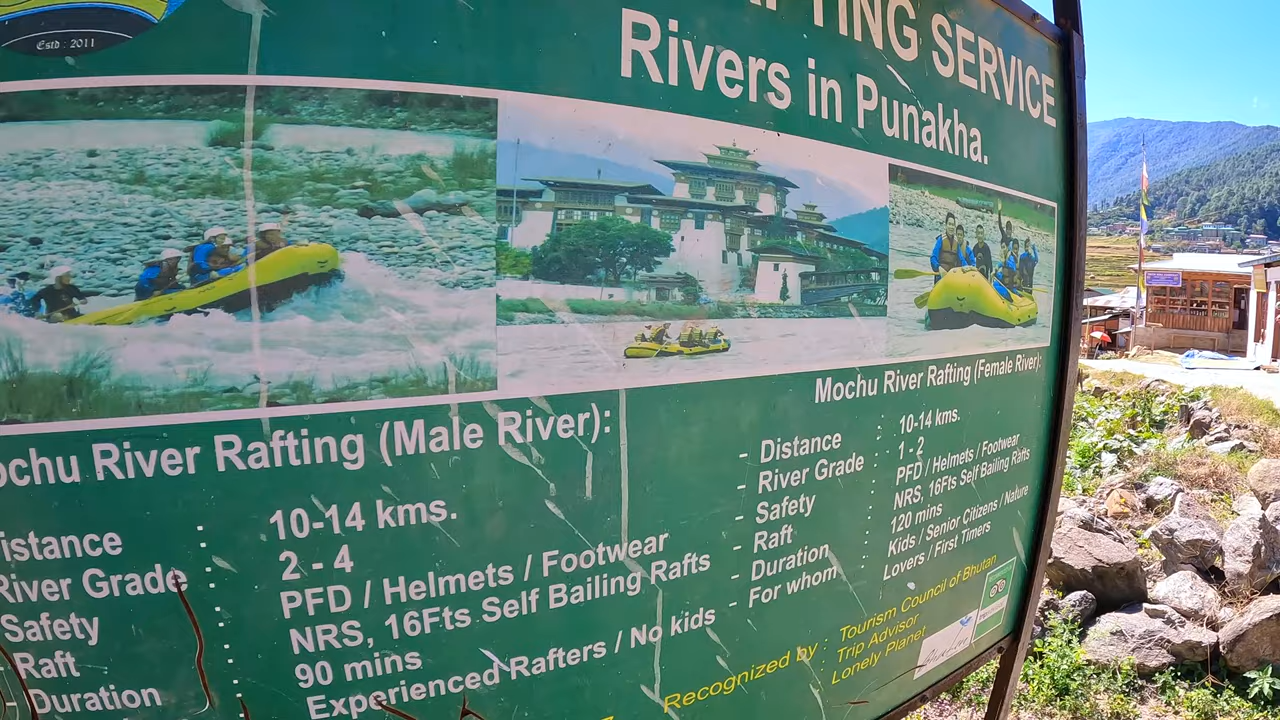 Estd : 2011
SERVICE
Rivers in Punakha.
ochu River Rafting (Male River):
istance : 10-14 kms.
River Grade : 2 - 4
Safety : PFD / Helmets / Footwear
Raft : NRS, 16Fts Self Bailing Rafts
Duration : 90 mins
Experienced Rafters / No kids
Mochu River Rafting (Female River):
- Distance : 10-14 kms.
- River Grade : 1 - 2
- Safety : PFD / Helmets / Footwear
- Raft : NRS, 16Fts Self Bailing Rafts
- Duration : 120 mins
- For whom : Kids / Senior Citizens / Nature
Lovers / First Timers
Recognized by : Tourism Council of Bhutan
Trip Advisor
Lonely Planet